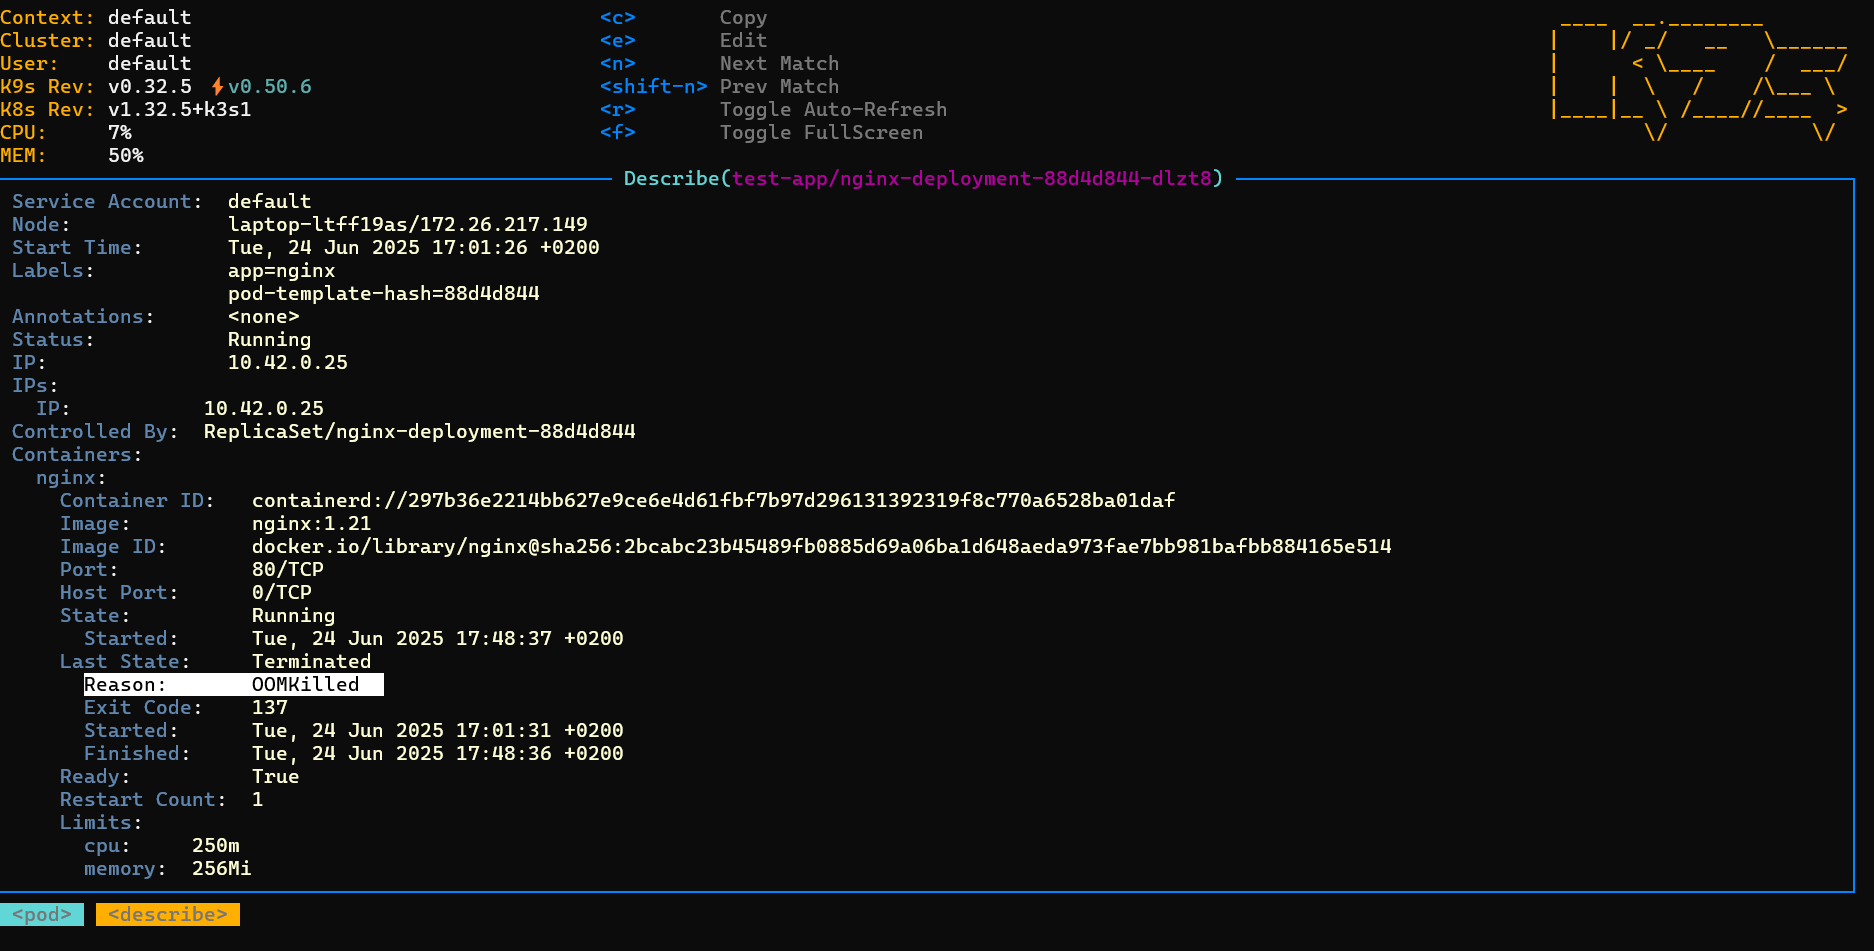 Context: default
Cluster: default
User: default
K9s Rev: v0.32.5 ⚡v0.50.6
K8s Rev: v1.32.5+k3s1
CPU: 7%
MEM: 50%
<c> Copy
<e> Edit
<n> Next Match
<shift-n> Prev Match
<r> Toggle Auto-Refresh
<f> Toggle FullScreen
K9s
Describe(test-app/nginx-deployment-88d4d844-dlzt8)
Service Account: default
Node: laptop-ltff19as/172.26.217.149
Start Time: Tue, 24 Jun 2025 17:01:26 +0200
Labels: app=nginx
pod-template-hash=88d4d844
Annotations: <none>
Status: Running
IP: 10.42.0.25
IPs:
IP: 10.42.0.25
Controlled By: ReplicaSet/nginx-deployment-88d4d844
Containers:
nginx:
Container ID: containerd://297b36e2214bb627e9ce6e4d61fbf7b97d296131392319f8c770a6528ba01daf
Image: nginx:1.21
Image ID: docker.io/library/nginx@sha256:2bcabc23b45489fb0885d69a06ba1d648aeda973fae7bb981bafbb884165e514
Port: 80/TCP
Host Port: 0/TCP
State: Running
Started: Tue, 24 Jun 2025 17:48:37 +0200
Last State: Terminated
Reason: OOMKilled
Exit Code: 137
Started: Tue, 24 Jun 2025 17:01:31 +0200
Finished: Tue, 24 Jun 2025 17:48:36 +0200
Ready: True
Restart Count: 1
Limits:
cpu: 250m
memory: 256Mi
<pod> <describe>